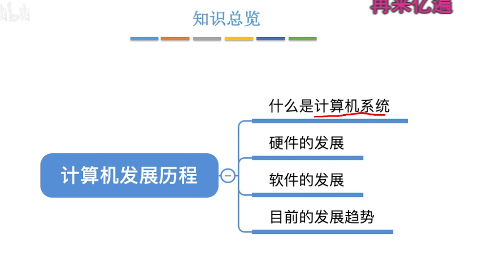 知识总览
再来亿遍
什么是计算机系统
硬件的发展
计算机发展历程
软件的发展
目前的发展趋势